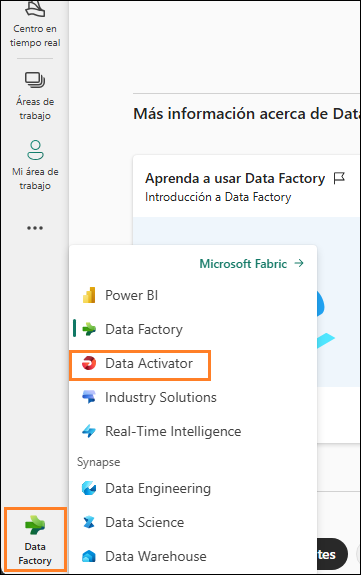 Centro en
tiempo real
Áreas de
trabajo
Mi área de
trabajo
Más información acerca de Data
Aprenda a usar Data Factory
Introducción a Data Factory
Microsoft Fabric
Power BI
Data Factory
Data Activator
Industry Solutions
Real-Time Intelligence
Synapse
Data Engineering
Data Science
Data Warehouse
Data
Factory
tes